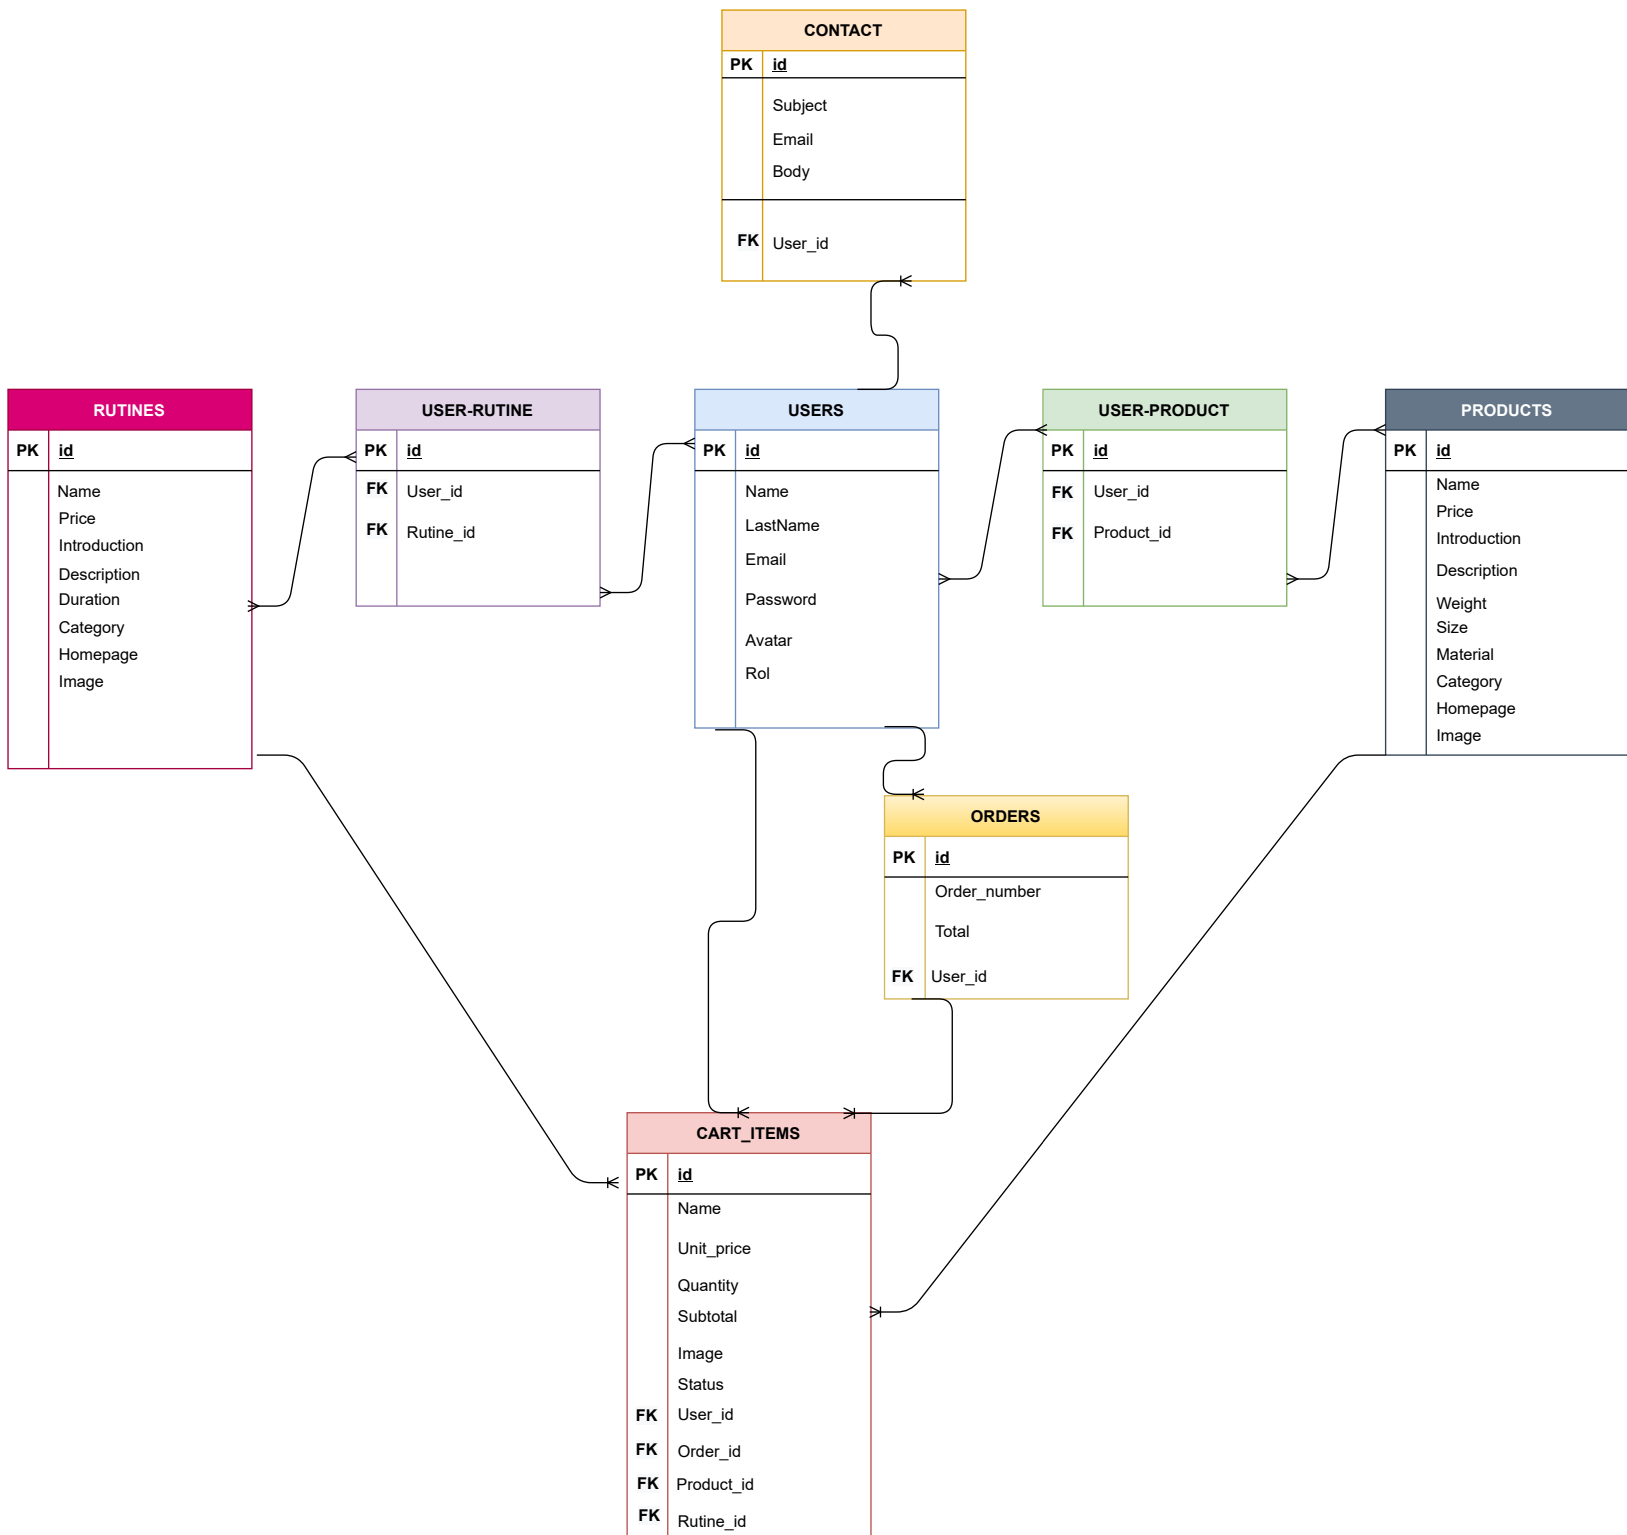 CONTACT
PK id
Subject
Email
Body
FK User_id
RUTINES
PK id
Name
Price
Introduction
Description
Duration
Category
Homepage
Image
USER-RUTINE
PK id
FK User_id
FK Rutine_id
USERS
PK id
Name
LastName
Email
Password
Avatar
Rol
USER-PRODUCT
PK id
FK User_id
FK Product_id
PRODUCTS
PK id
Name
Price
Introduction
Description
Weight
Size
Material
Category
Homepage
Image
ORDERS
PK id
Order_number
Total
FK User_id
CART_ITEMS
PK id
Name
Unit_price
Quantity
Subtotal
Image
Status
FK User_id
FK Order_id
FK Product_id
FK Rutine_id